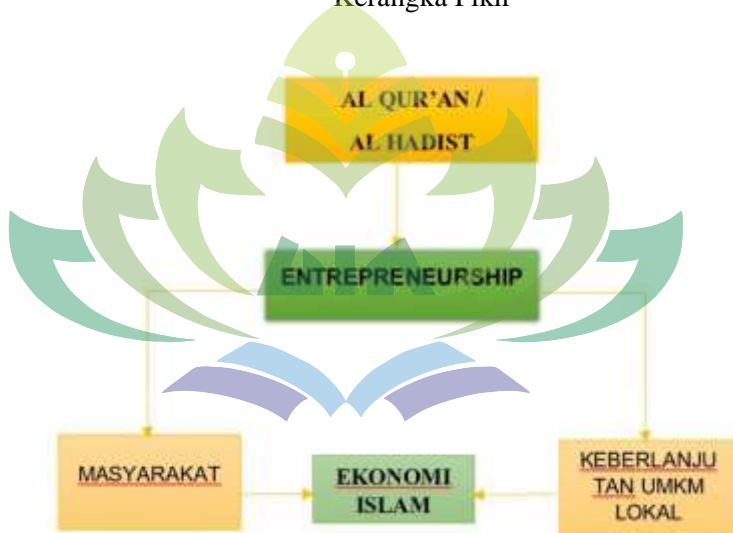 Kerangka Pikir
AL QUR'AN /
AL HADIST
ENTREPRENEURSHIP
MASYARAKAT
EKONOMI
ISLAM
KEBERLANJU
TAN UMKM
LOKAL